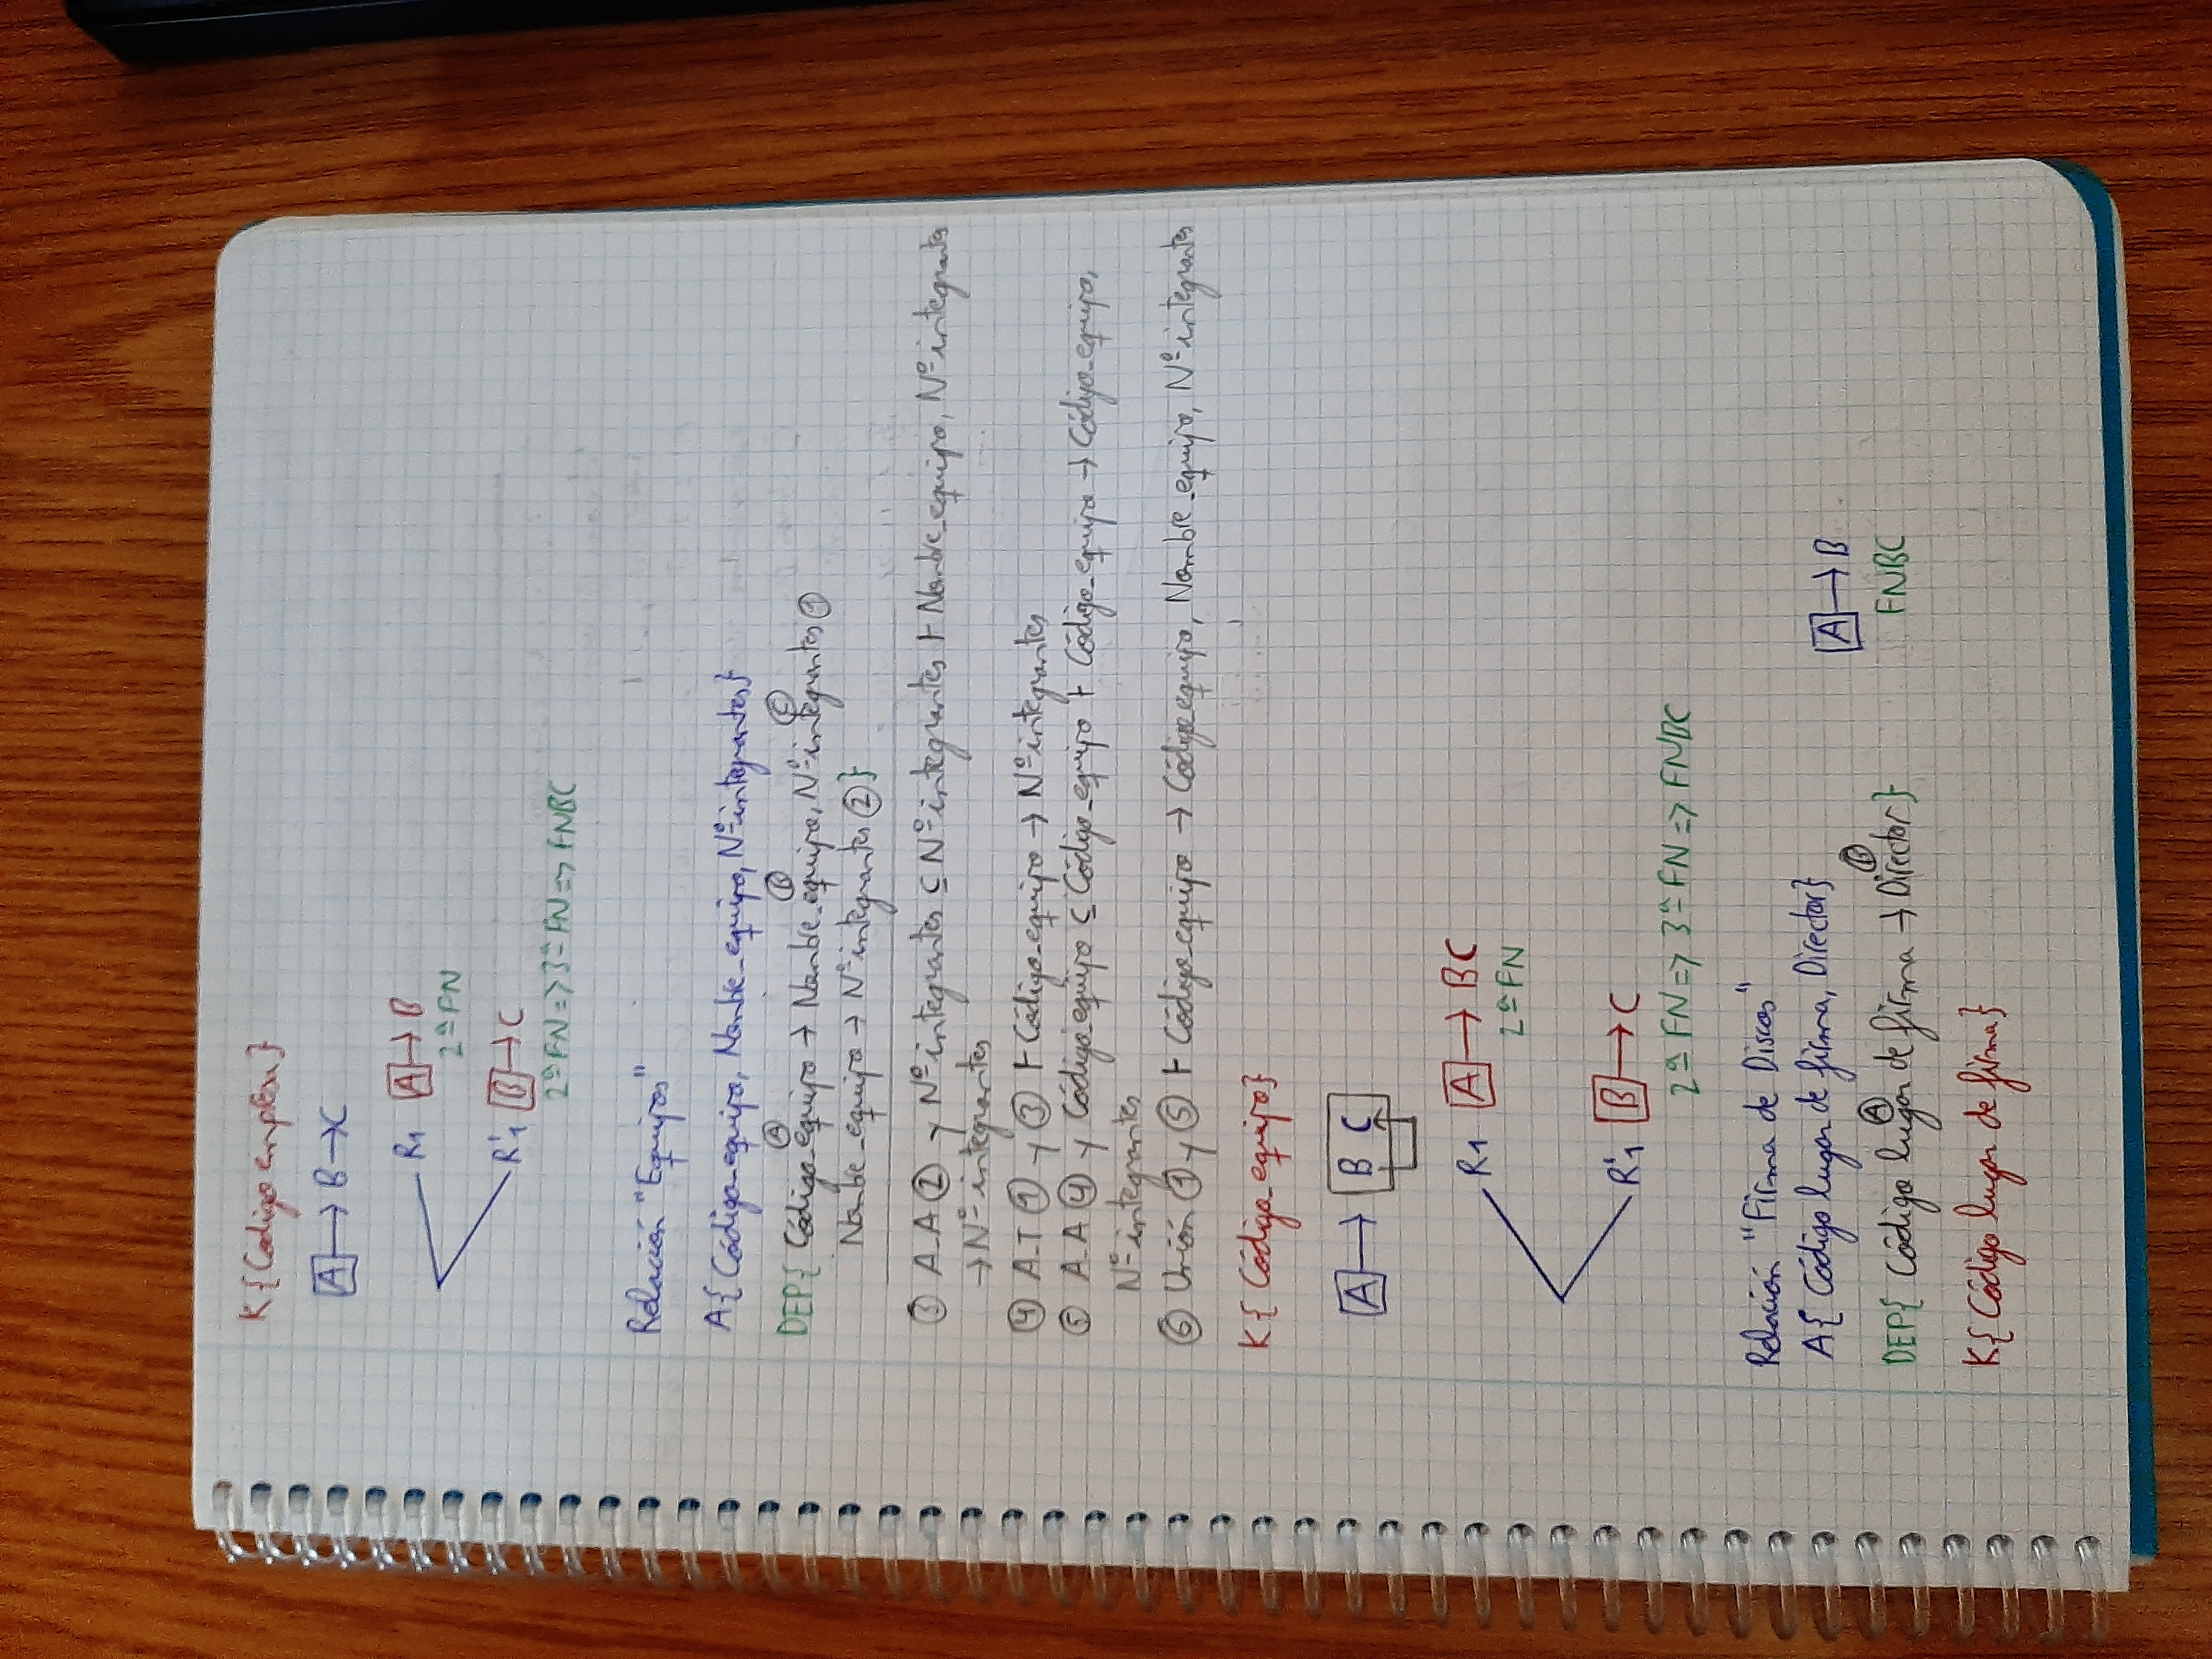 K{Código empresa}
A → B → C
R1 A → B
2ª FN
R'1 B → C
2ª FN => 3ª FN => FNBC
Relación "Equipos"
A{ Código_equipo, Nombre_equipo, Nº integrantes}
A B C
DEP{ Código_equipo → Nombre_equipo, Nº integrantes ①
Nombre_equipo → Nº integrantes ②}
③ A_A ② y Nº integrantes ⊆ Nº integrantes ⊢ Nombre_equipo, Nº integrantes
→ Nº integrantes
④ A_T ① y ③ ⊢ Código_equipo → Nº integrantes
⑤ A_A ④ y Código_equipo ⊆ Código_equipo ⊢ Código_equipo → Código_equipo,
Nº integrantes
⑥ Unión ① y ⑤ ⊢ Código_equipo → Código_equipo, Nombre_equipo, Nº integrantes
K{ Código_equipo}
A → B C
R1 A → BC
2ª FN
R'1 B → C
2ª FN => 3ª FN => FNBC
Relación "Firma de Discos"
A{ Código lugar de firma, Director}
A → B
A B
DEP{ Código lugar de firma → Director}
FNBC
K{ Código lugar de firma}